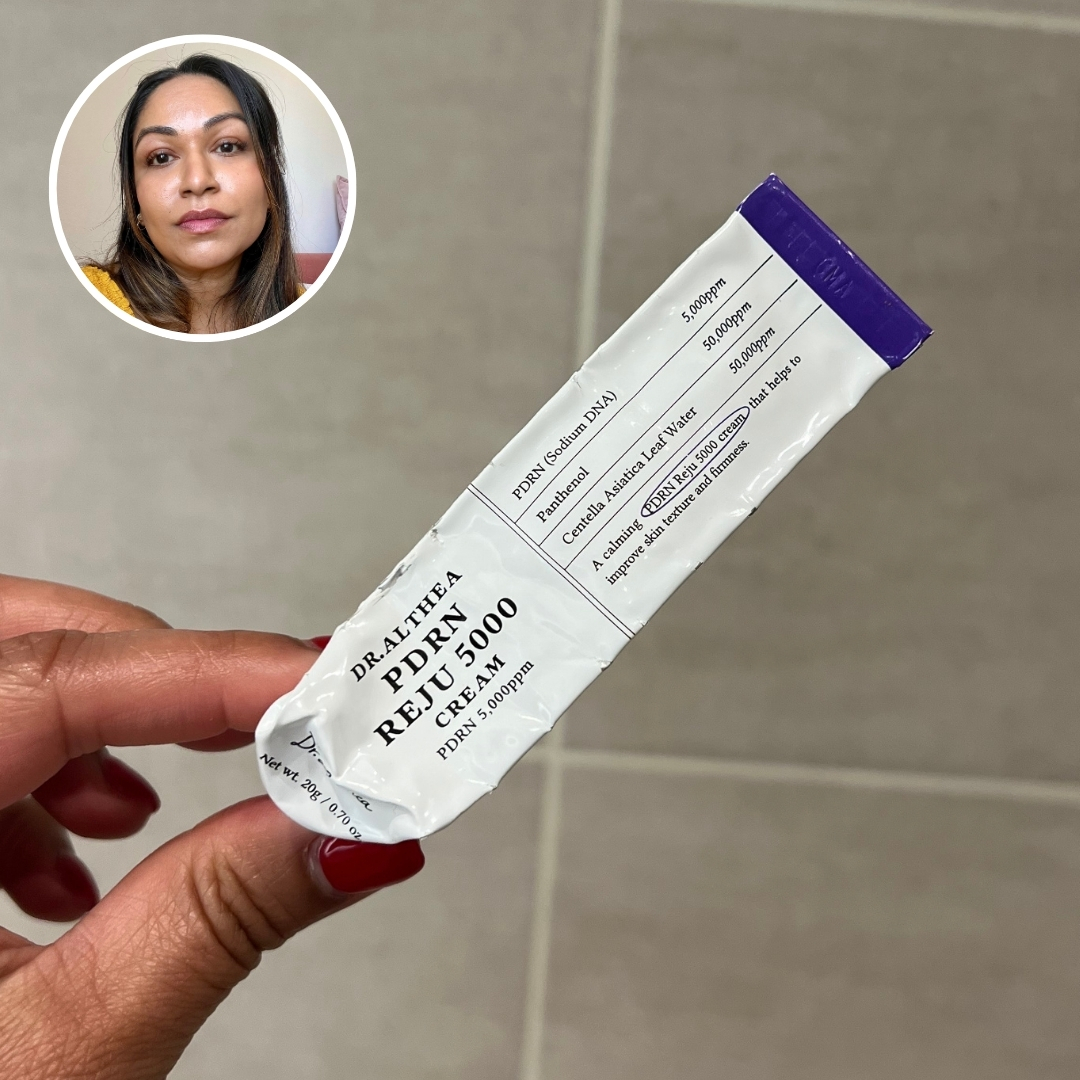 PDRN (Sodium DNA) 5,000ppm
Panthenol 50,000ppm
Centella Asiatica Leaf Water 50,000ppm
A calming PDRN Reju 5000 cream that helps to
improve skin texture and firmness.
DR.ALTHEA
PDRN
REJU 5000
CREAM
PDRN 5,000ppm
Dr.
Net wt. 20g / 0.70 oz